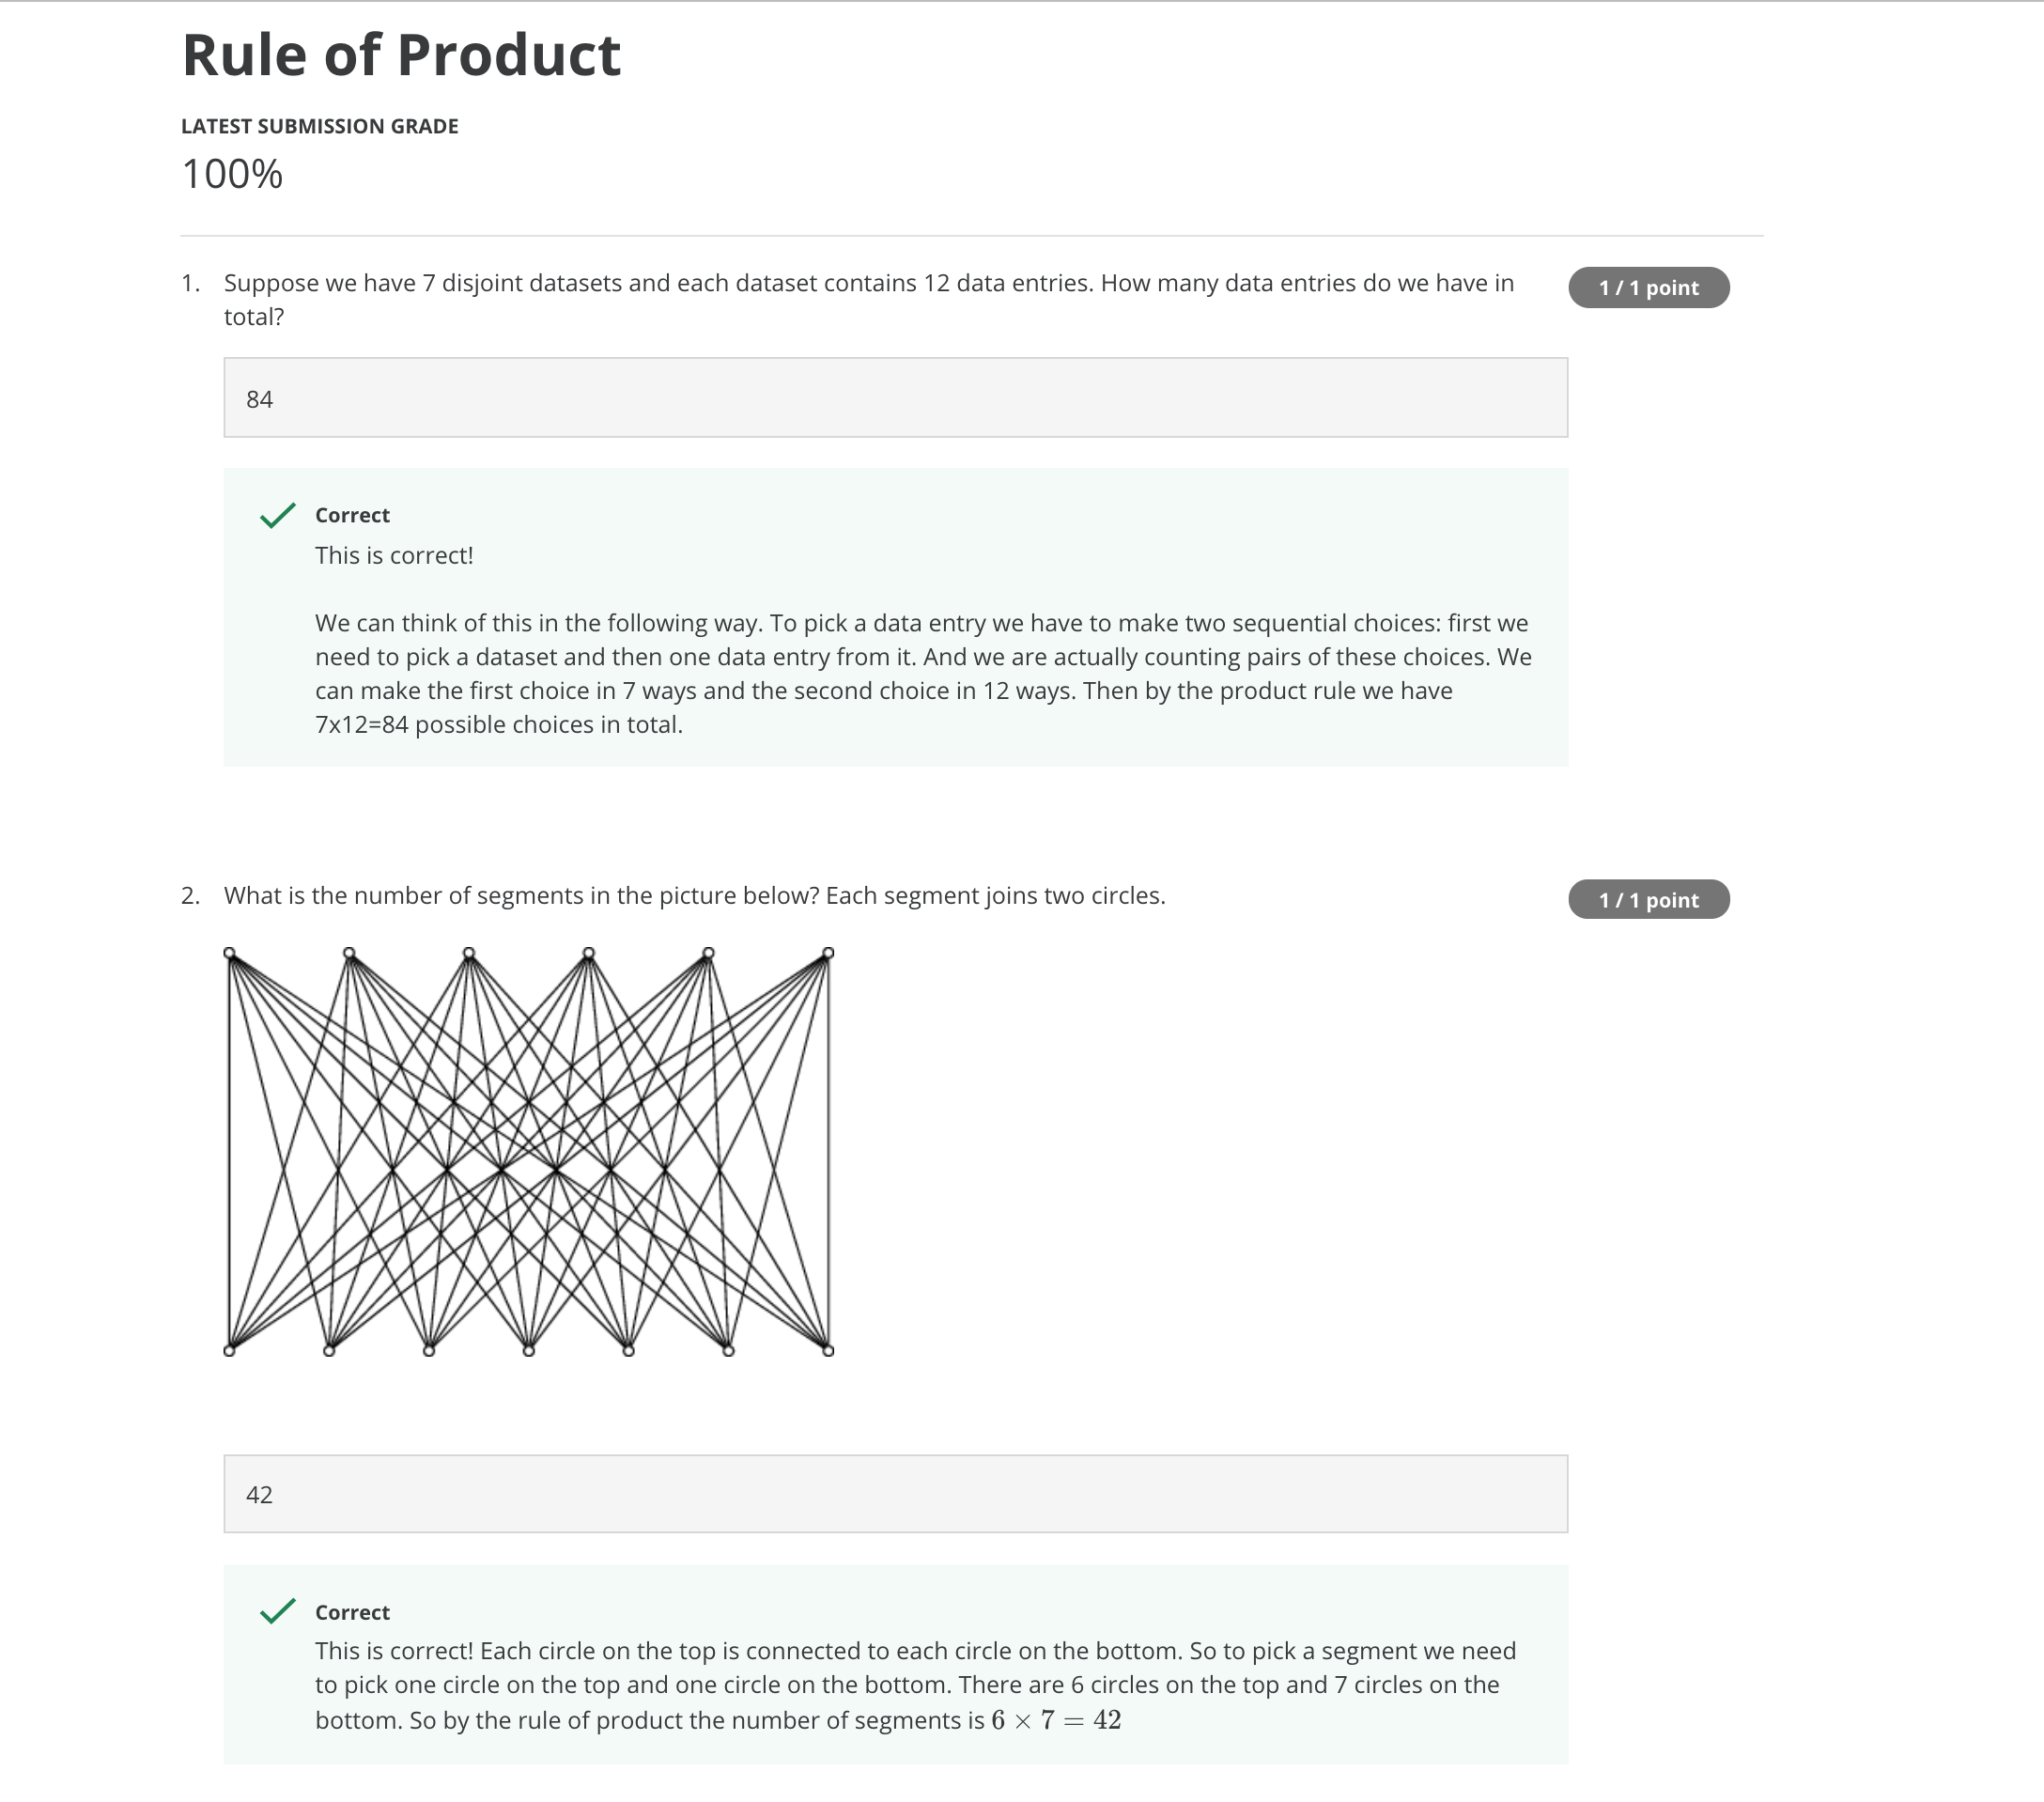 Rule of Product
LATEST SUBMISSION GRADE
100%
1. Suppose we have 7 disjoint datasets and each dataset contains 12 data entries. How many data entries do we have in
total?
1 / 1 point
84
Correct
This is correct!
We can think of this in the following way. To pick a data entry we have to make two sequential choices: first we
need to pick a dataset and then one data entry from it. And we are actually counting pairs of these choices. We
can make the first choice in 7 ways and the second choice in 12 ways. Then by the product rule we have
7x12=84 possible choices in total.
2. What is the number of segments in the picture below? Each segment joins two circles.
1 / 1 point
42
Correct
This is correct! Each circle on the top is connected to each circle on the bottom. So to pick a segment we need
to pick one circle on the top and one circle on the bottom. There are 6 circles on the top and 7 circles on the
bottom. So by the rule of product the number of segments is 6 × 7 = 42